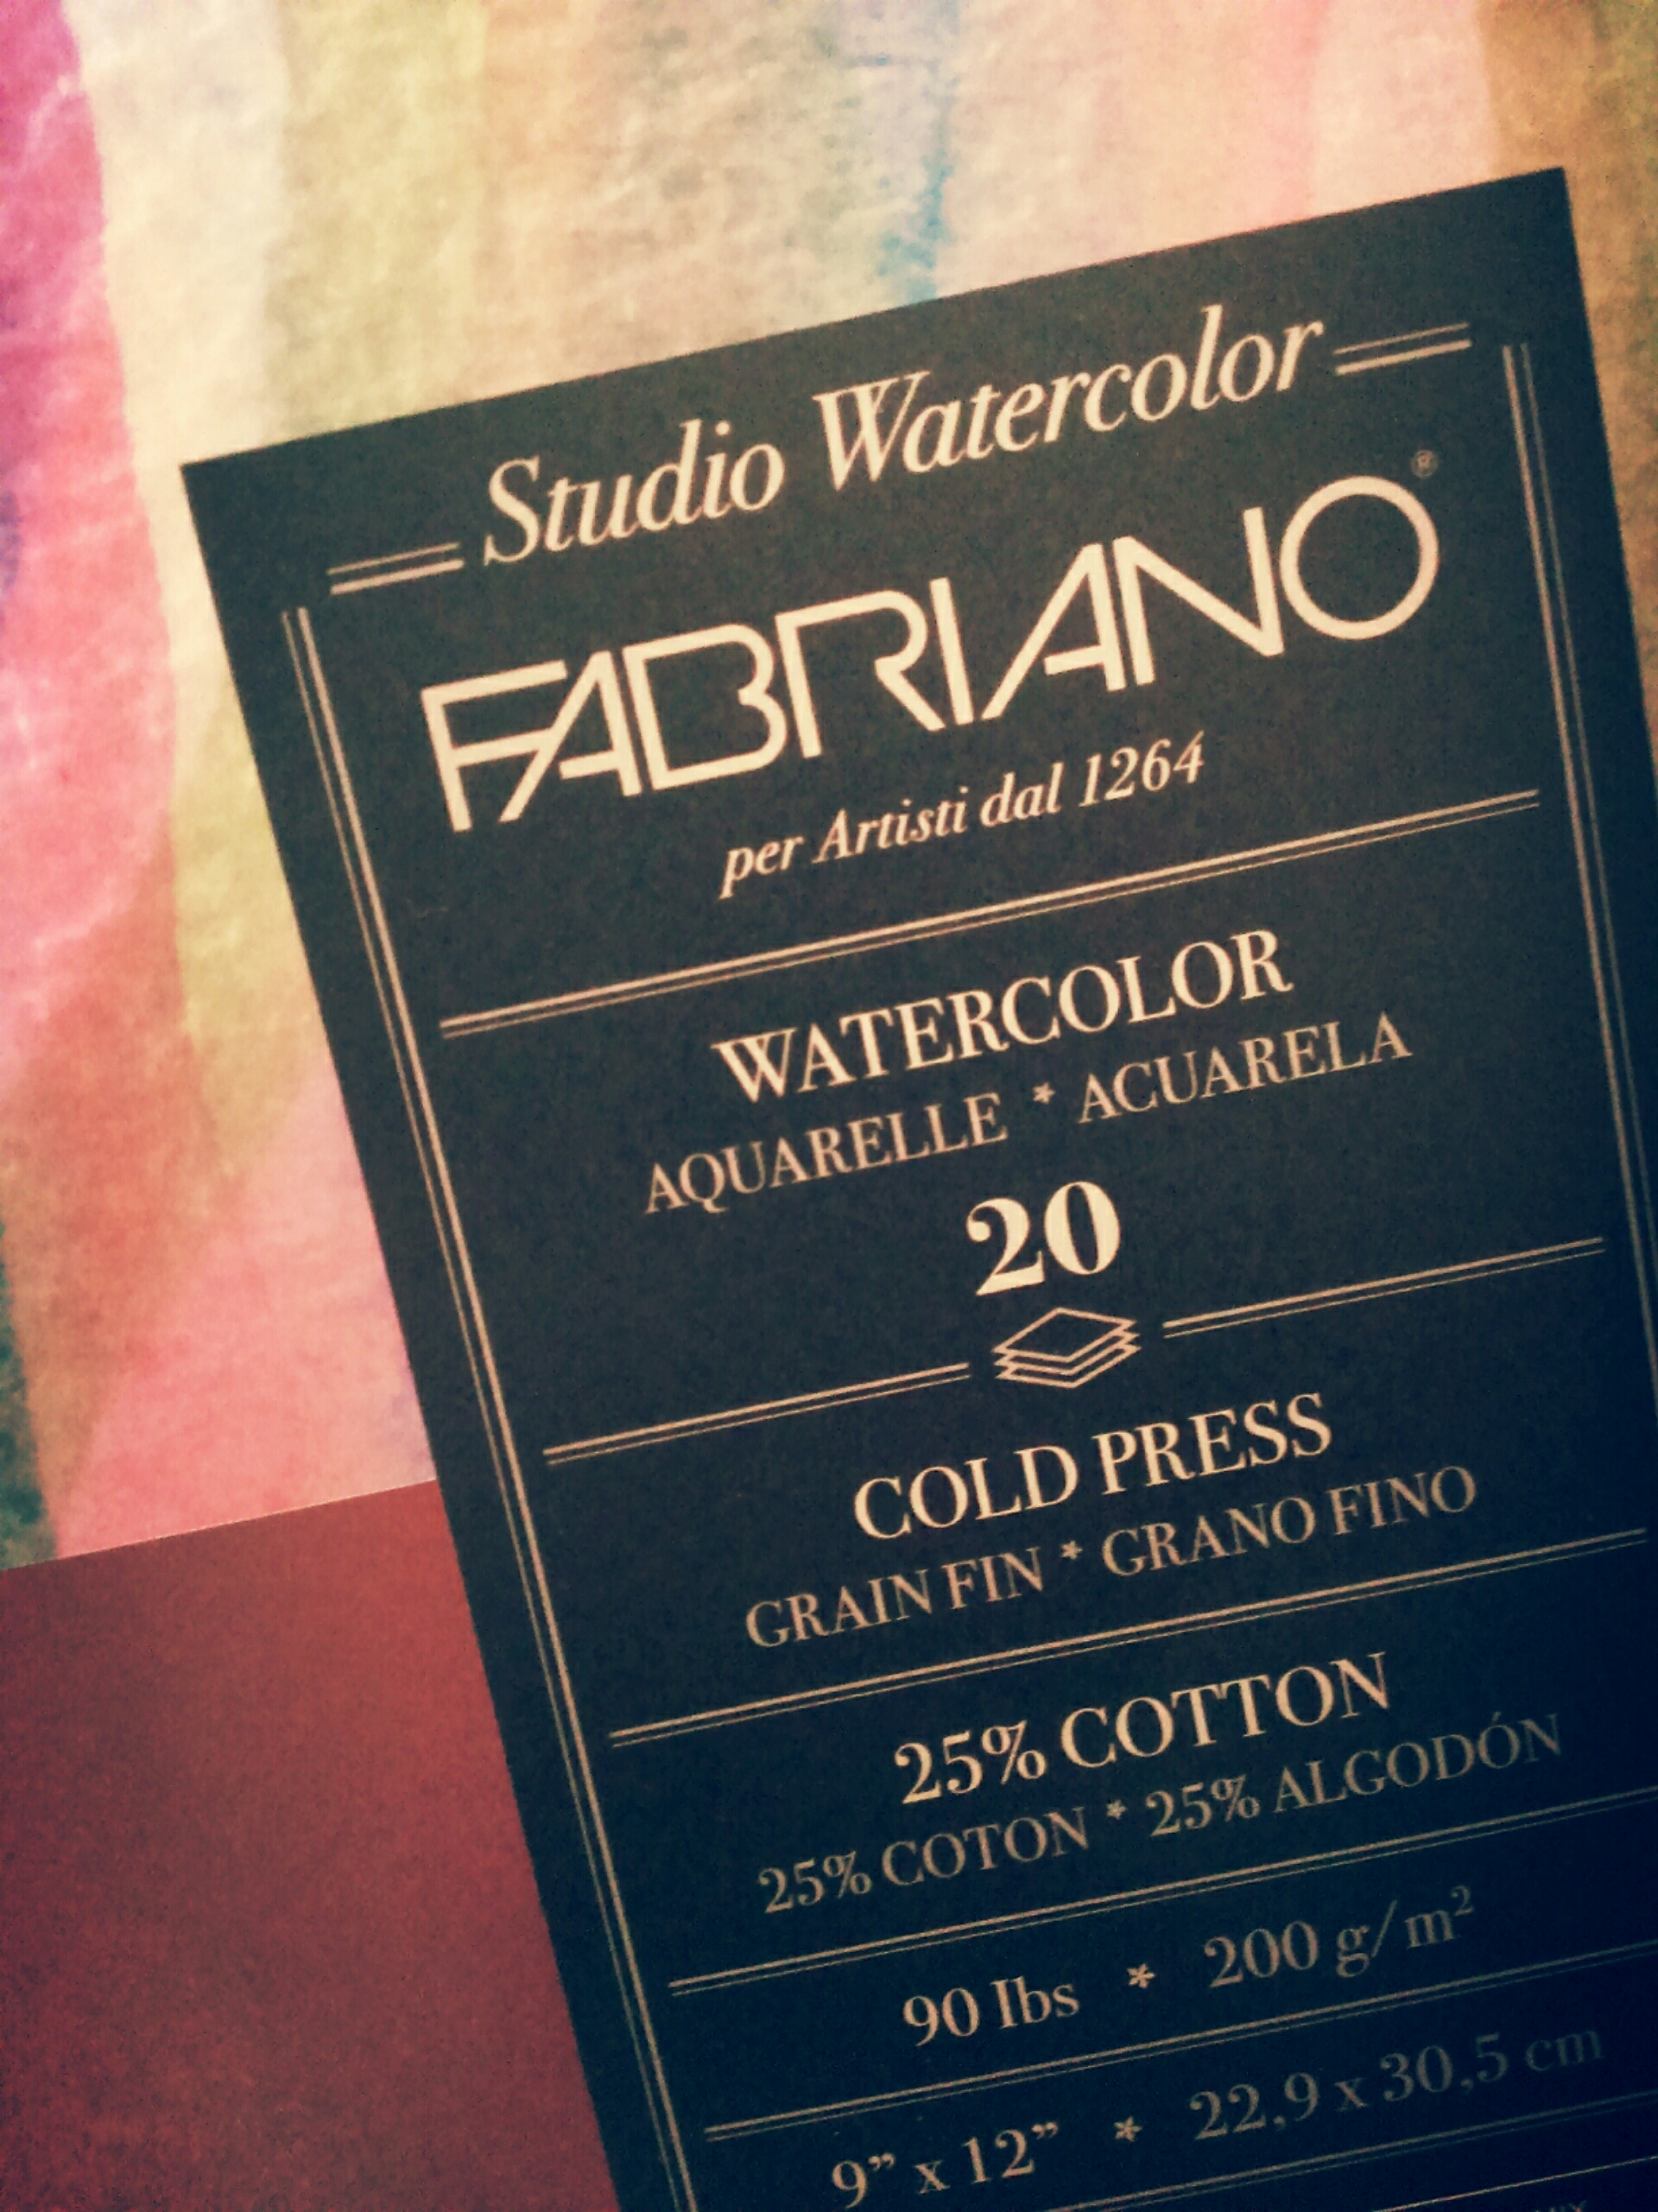 Studio Watercolor
FABRIANO®
per Artisti dal 1264
WATERCOLOR
AQUARELLE * ACUARELA
20
COLD PRESS
GRAIN FIN * GRANO FINO
25% COTTON
25% COTON * 25% ALGODÓN
90 lbs * 200 g/m²
9” x 12” * 22,9 x 30,5 cm